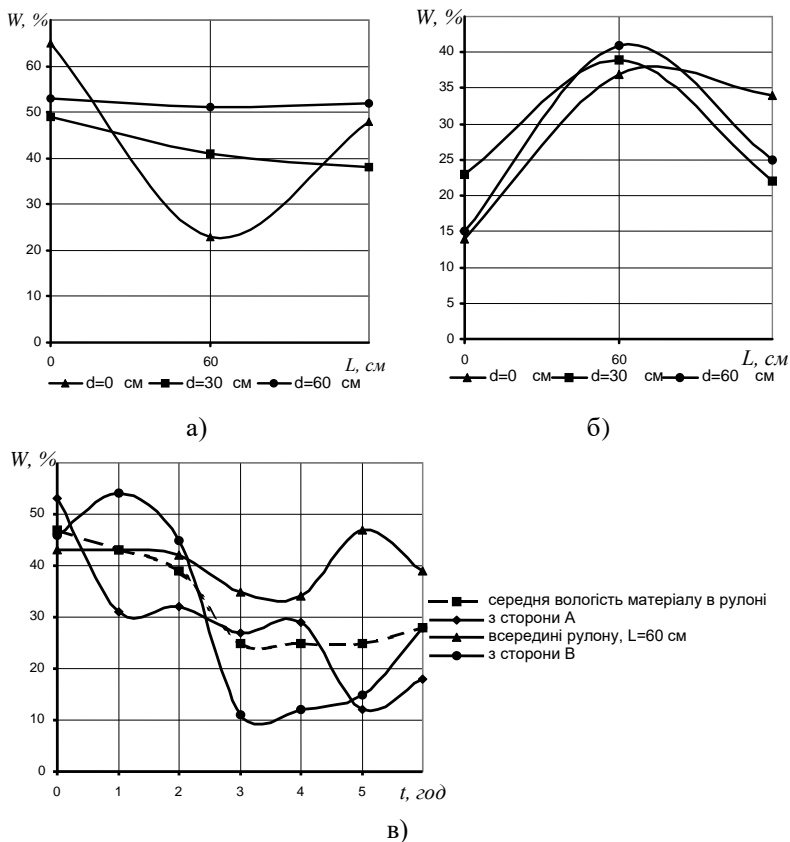 W, %
60
50
40
30
20
10
0
0
60
L, см
d=0 см d=30 см d=60 см
а)
W, %
40
35
30
25
20
15
10
5
0
0
60
L, см
d=0 см d=30 см d=60 см
б)
W, %
50
40
30
20
10
0
0 1 2 3 4 5
t, год
середня вологість матеріалу в рулоні
з сторони А
всередині рулону, L=60 см
з сторони В
в)